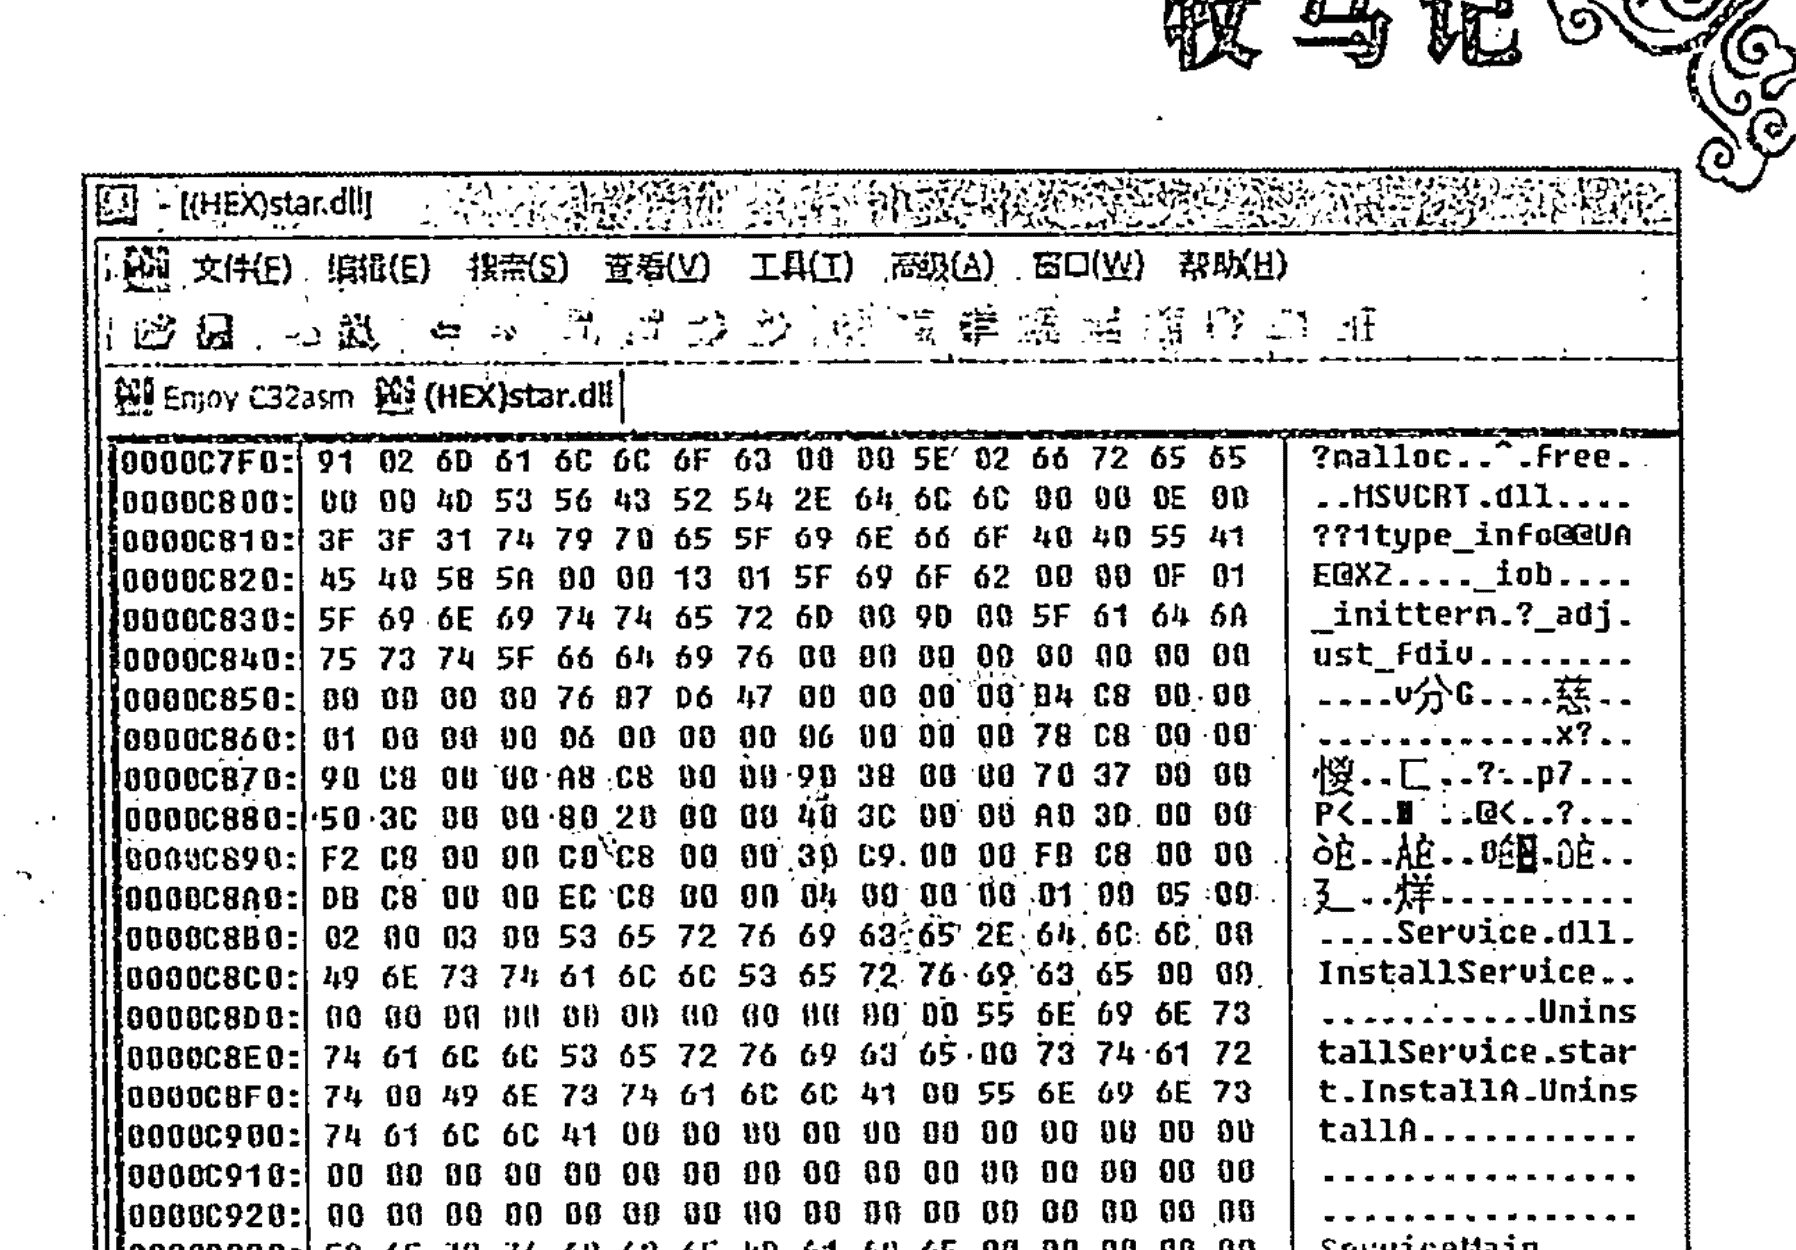 牧马记
- [(HEX)star.dll]
文件(F) 编辑(E) 搜索(S) 查看(V) 工具(T) 高级(A) 窗口(W) 帮助(H)
Enjoy C32asm (HEX)star.dll
0000C7F0: 91 02 6D 61 6C 6C 6F 63 00 00 5E 02 66 72 65 65 ?malloc..^.free.
0000C800: 00 00 4D 53 56 43 52 54 2E 64 6C 6C 00 00 0E 00 ..MSVCRT.dll....
0000C810: 3F 3F 31 74 79 70 65 5F 69 6E 66 6F 40 40 55 41 ??1type_info@@UA
0000C820: 45 40 58 5A 00 00 13 01 5F 69 6F 62 00 00 0F 01 E@XZ...._iob....
0000C830: 5F 69 6E 69 74 74 65 72 6D 00 9D 00 5F 61 64 6A _initterm.?_adj.
0000C840: 75 73 74 5F 66 64 69 76 00 00 00 00 00 00 00 00 ust_fdiv........
0000C850: 00 00 00 00 76 07 D6 47 00 00 00 00 B4 C8 00 00 ....v分G....慈..
0000C860: 01 00 00 00 06 00 00 00 06 00 00 00 78 C8 00 00 ............x?..
0000C870: 90 C8 00 00 A8 C8 00 00 90 38 00 00 70 37 00 00 ..匚..?...p7...
0000C880: 50 3C 00 00 80 20 00 00 40 3C 00 00 A0 3D 00 00 P<.. ..@<..?...
0000C890: F2 C8 00 00 C0 C8 00 00 30 C9 00 00 FB C8 00 00
0000C8A0: DB C8 00 00 EC C8 00 00 04 00 00 00 01 00 05 00 ..烊..........
0000C8B0: 02 00 03 00 53 65 72 76 69 63 65 2E 64 6C 6C 00 ....Service.dll.
0000C8C0: 49 6E 73 74 61 6C 6C 53 65 72 76 69 63 65 00 00 InstallService..
0000C8D0: 00 00 00 00 00 00 00 00 00 00 00 55 6E 69 6E 73 ...........Unins
0000C8E0: 74 61 6C 6C 53 65 72 76 69 63 65 00 73 74 61 72 tallService.star
0000C8F0: 74 00 49 6E 73 74 61 6C 6C 41 00 55 6E 69 6E 73 t.InstallA.Unins
0000C900: 74 61 6C 6C 41 00 00 00 00 00 00 00 00 00 00 00 tallA...........
0000C910: 00 00 00 00 00 00 00 00 00 00 00 00 00 00 00 00 ................
0000C920: 00 00 00 00 00 00 00 00 00 00 00 00 00 00 00 00 ................
ServiceMain